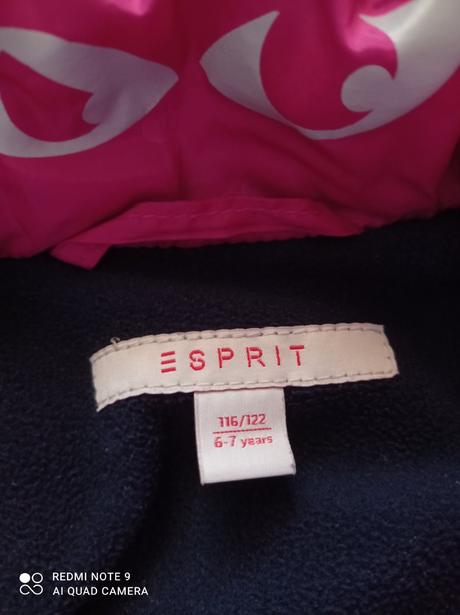 ESPRIT
116/122
6-7 years
REDMI NOTE 9
AI QUAD CAMERA